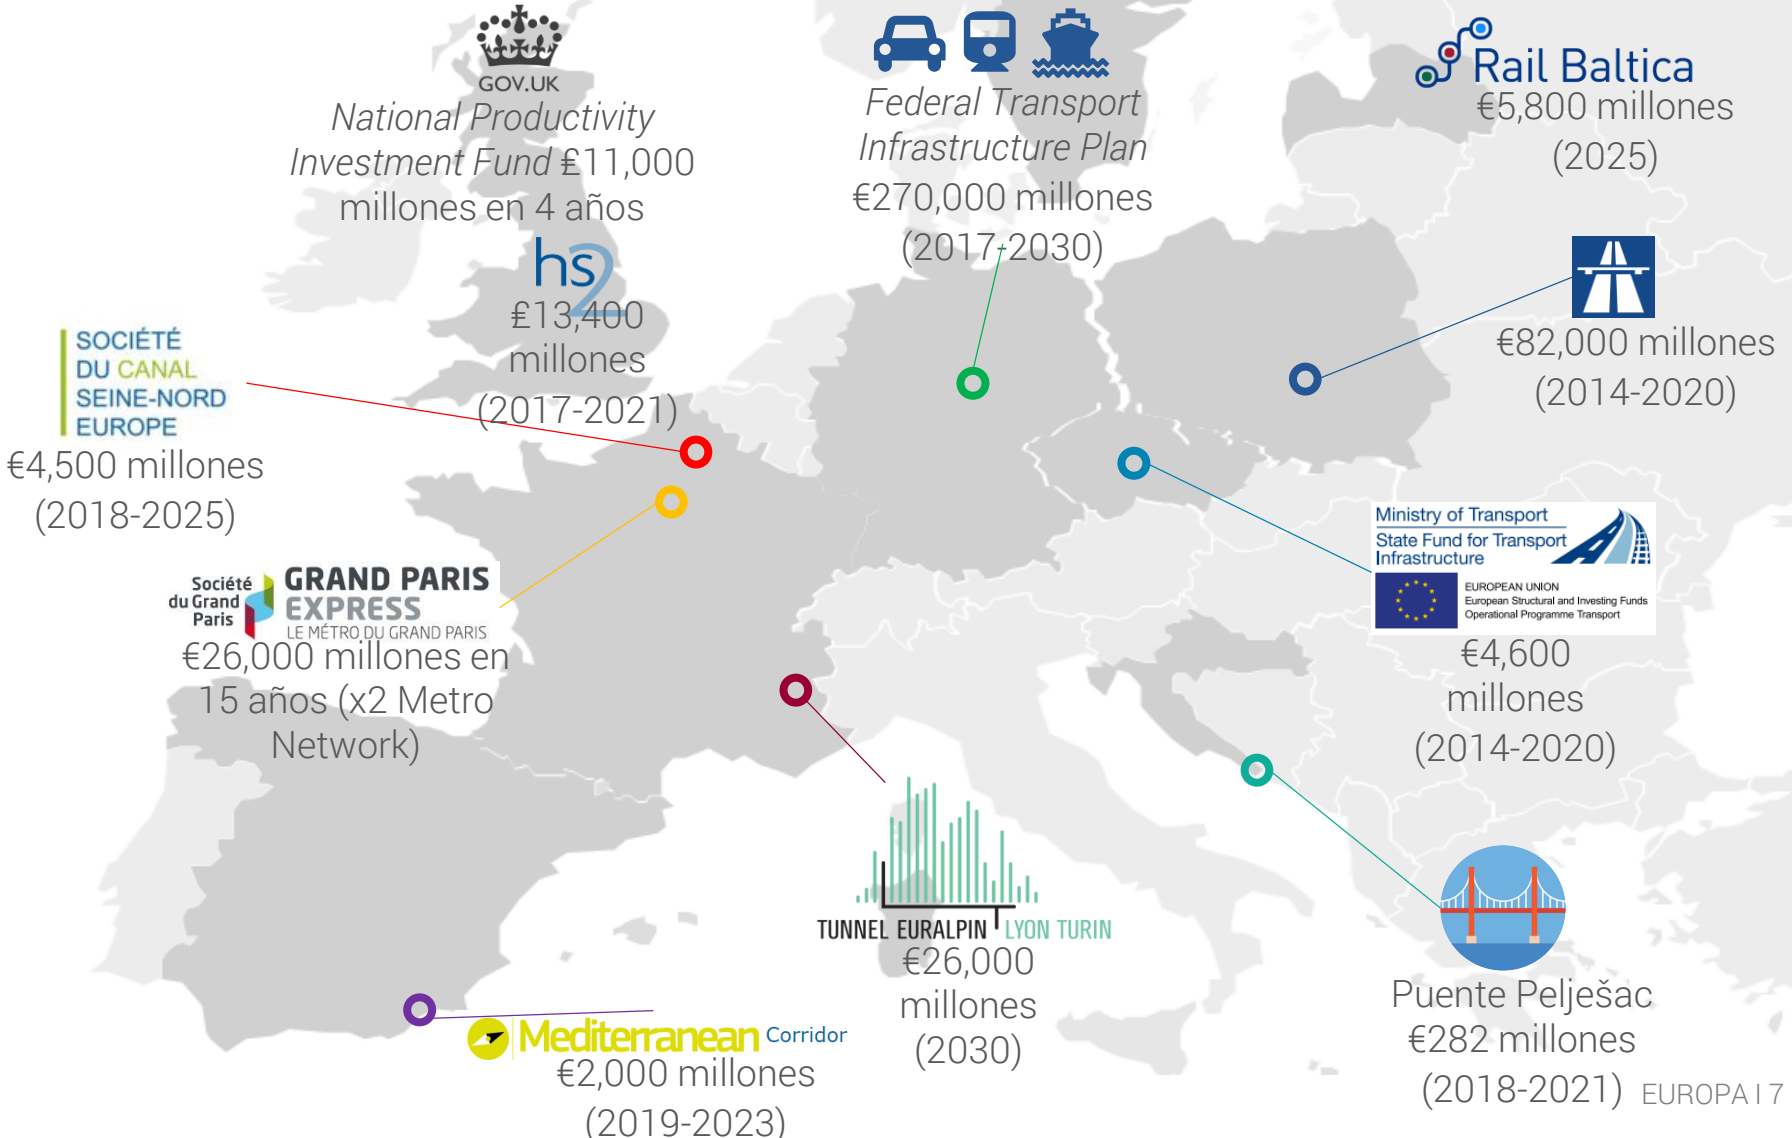 GOV.UK
National Productivity
Investment Fund £11,000
millones en 4 años
hs2
£13,400
millones
(2017-2021)
Federal Transport
Infrastructure Plan
€270,000 millones
(2017-2030)
Rail Baltica
€5,800 millones
(2025)
€82,000 millones
(2014-2020)
SOCIÉTÉ
DU CANAL
SEINE-NORD
EUROPE
€4,500 millones
(2018-2025)
Société
du Grand
Paris
GRAND PARIS
EXPRESS
LE MÉTRO DU GRAND PARIS
€26,000 millones en
15 años (x2 Metro
Network)
Ministry of Transport
State Fund for Transport
Infrastructure
EUROPEAN UNION
European Structural and Investing Funds
Operational Programme Transport
€4,600
millones
(2014-2020)
TUNNEL EURALPIN LYON TURIN
€26,000
millones
(2030)
Mediterranean Corridor
€2,000 millones
(2019-2023)
Puente Pelješac
€282 millones
(2018-2021)
EUROPA I 7